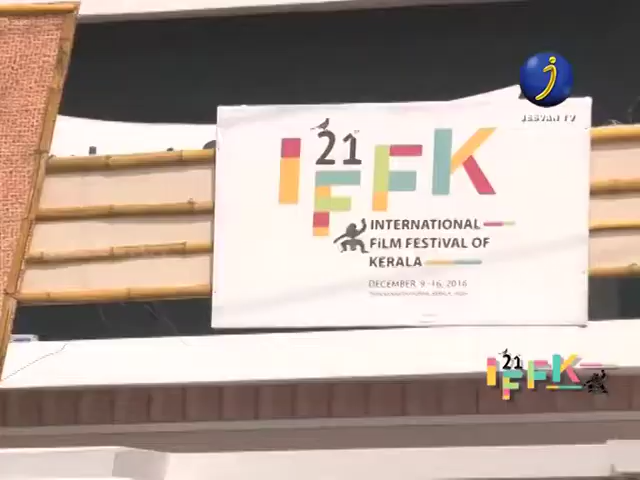 j
JEEVAN TV
21
IFFK
INTERNATIONAL
FiLM FESTiVAL OF
KERALA
DECEMBER 9-16, 2016
21
IFFK